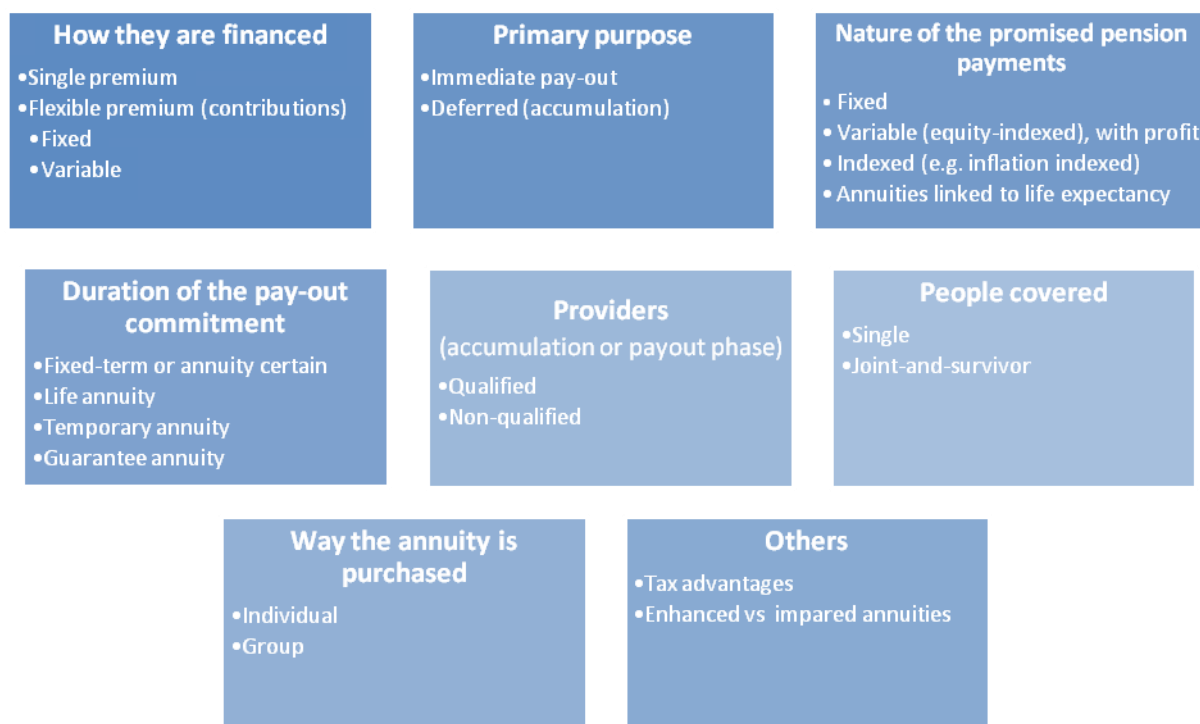 How they are financed
•Single premium
•Flexible premium (contributions)
•Fixed
•Variable
Primary purpose
•Immediate pay-out
•Deferred (accumulation)
Nature of the promised pension
payments
• Fixed
• Variable (equity-indexed), with profit
• Indexed (e.g. inflation indexed)
• Annuities linked to life expectancy
Duration of the pay-out
commitment
•Fixed-term or annuity certain
•Life annuity
•Temporary annuity
•Guarantee annuity
Providers
(accumulation or payout phase)
•Qualified
•Non-qualified
People covered
•Single
•Joint-and-survivor
Way the annuity is
purchased
•Individual
•Group
Others
•Tax advantages
•Enhanced vs impared annuities